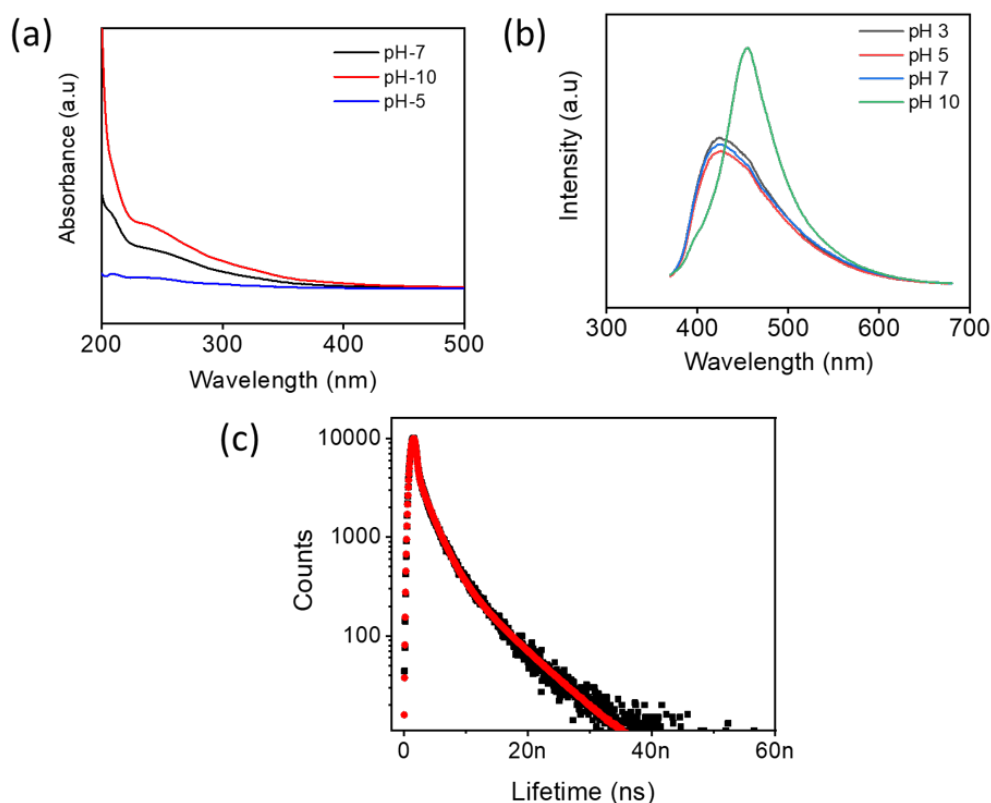 (a)
Absorbance (a.u)
pH-7
pH-10
pH-5
200 300 400 500
Wavelength (nm)
(b)
Intensity (a.u)
pH 3
pH 5
pH 7
pH 10
300 400 500 600 700
Wavelength (nm)
(c)
Counts
10000
1000
100
0 20n 40n 60n
Lifetime (ns)